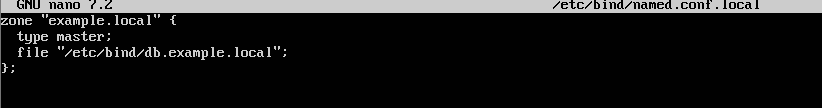 GNU nano 7.2 /etc/bind/named.conf.local
zone "example.local" {
  type master;
  file "/etc/bind/db.example.local";
};